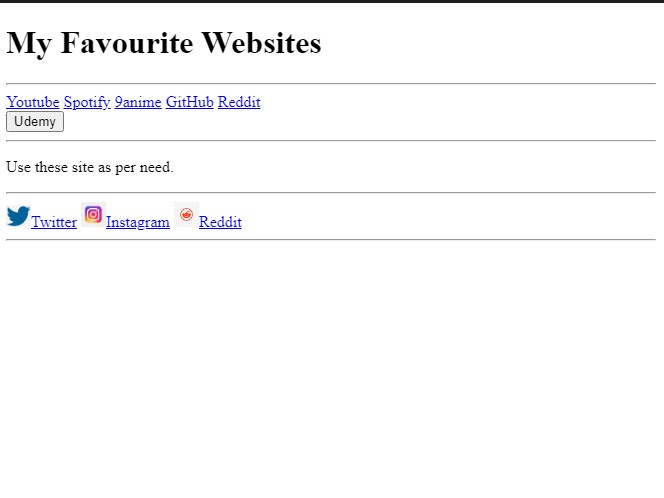 My Favourite Websites
Youtube Spotify 9anime GitHub Reddit
Udemy
Use these site as per need.
Twitter Instagram Reddit